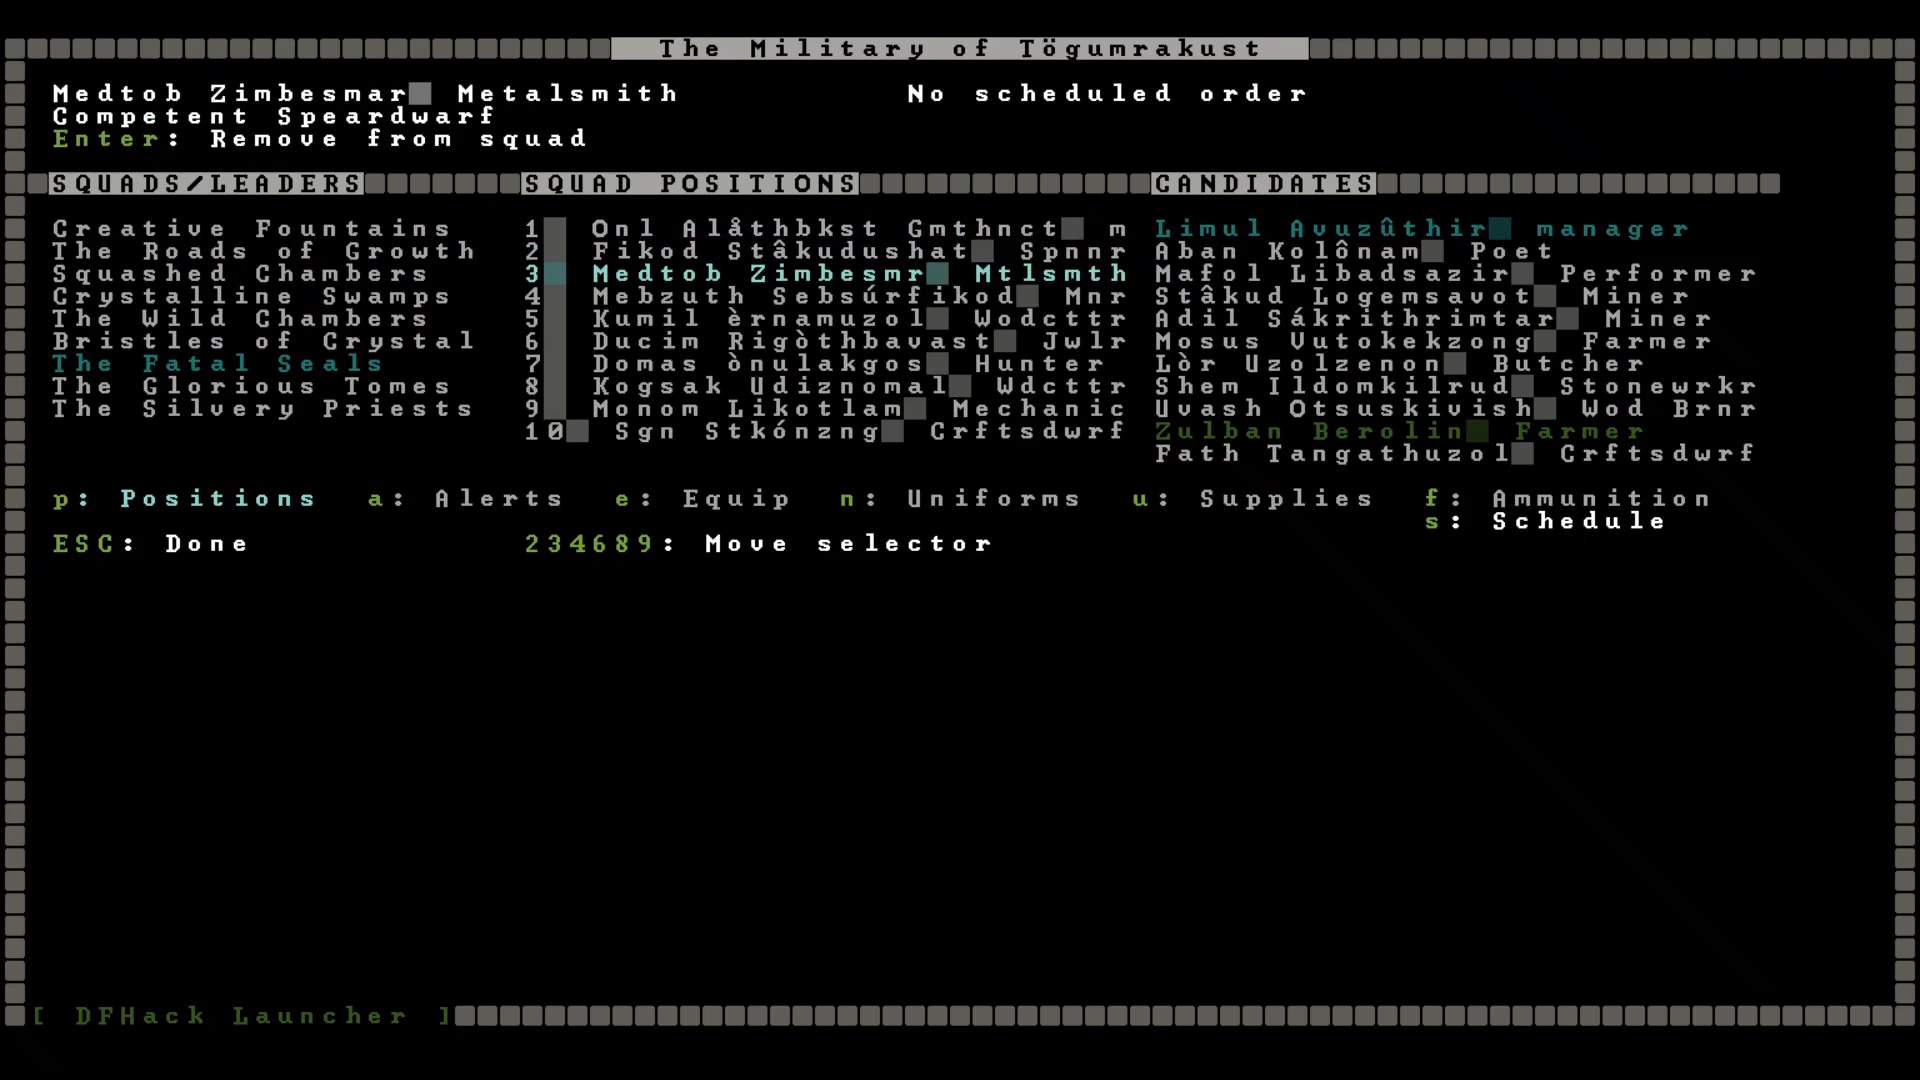 The Military of Tögumrakust
Medtob Zimbesmar Metalsmith No scheduled order
Competent Speardwarf
Enter: Remove from squad
SQUADS/LEADERS SQUAD POSITIONS CANDIDATES
Creative Fountains 1 Onl Alåthbkst Gmthnct m Limul Avuzûthir manager
The Roads of Growth 2 Fikod Stâkudushat Spnnr Aban Kolônam Poet
Squashed Chambers 3 Medtob Zimbesmr Mtlsmth Mafol Libadsazir Performer
Crystalline Swamps 4 Mebzuth Sebsúrfikod Mnr Stâkud Logemsavot Miner
The Wild Chambers 5 Kumil èrnamuzol Wodcttr Adil Sákrithrimtar Miner
Bristles of Crystal 6 Ducim Rigòthbavast Jwlr Mosus Vutokekzong Farmer
The Fatal Seals 7 Domas ònulakgos Hunter Lòr Uzolzenon Butcher
The Glorious Tomes 8 Kogsak Udiznomal Wdcttr Shem Ildomkilrud Stonewrkr
The Silvery Priests 9 Monom Likotlam Mechanic Uvash Otsuskivish Wod Brnr
10 Sgn Stkónzng Crftsdwrf Zulban Berolin Farmer
Fath Tangathuzol Crftsdwrf
p: Positions a: Alerts e: Equip n: Uniforms u: Supplies f: Ammunition
s: Schedule
ESC: Done 234689: Move selector
[ DFHack Launcher ]